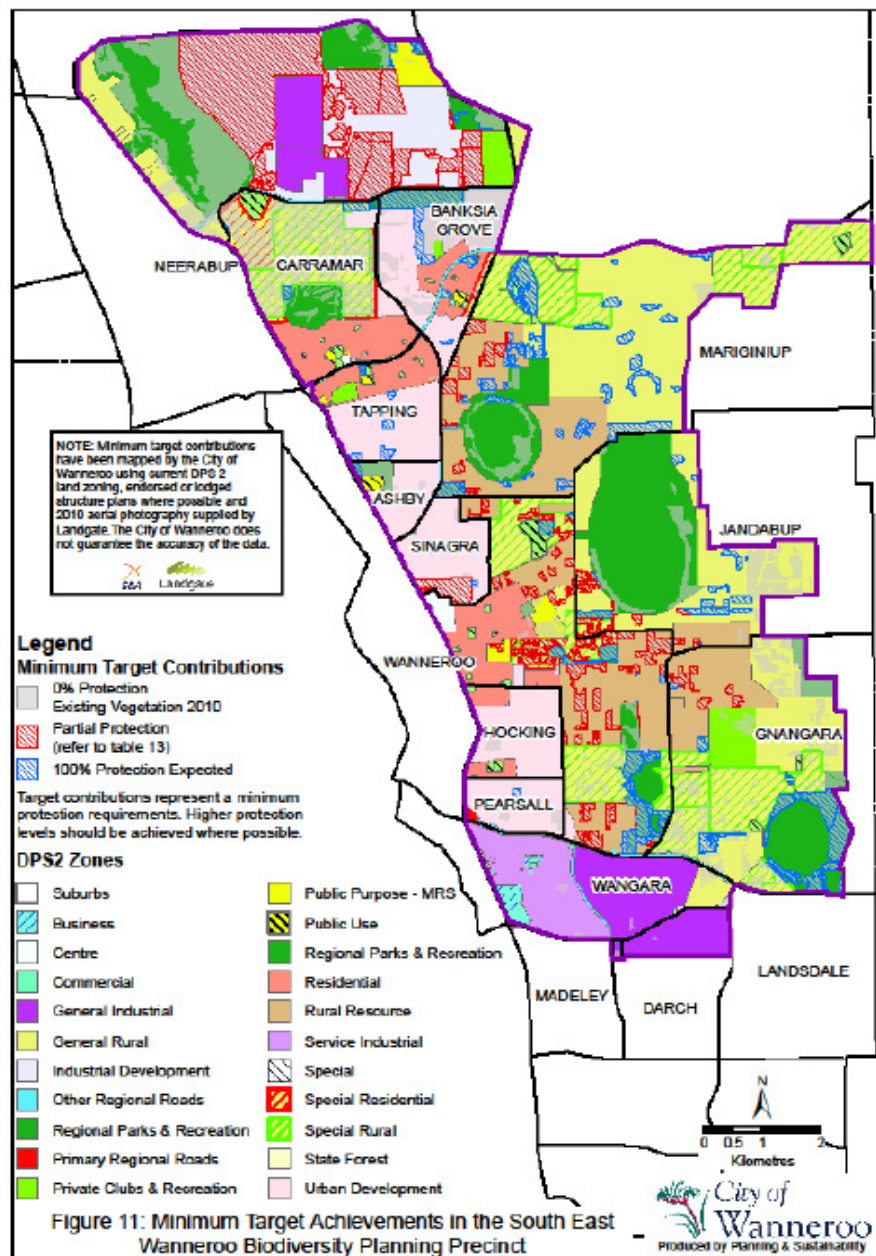 BANKSIA
GROVE
NEERABUP
CARRAMAR
MARIGINIUP
TAPPING
NOTE: Minimum target contributions
have been mapped by the City of
Wanneroo using current DPS 2
land zoning, endorsed or lodged
structure plans where possible and
2010 aerial photography supplied by
Landgate. The City of Wanneroo does
not guarantee the accuracy of the data.
Landgate
ASHBY
SINAGRA
JANDABUP
WANNEROO
HOCKING
GNANGARA
PEARSALL
WANGARA
MADELEY
DARCH
LANDSDALE
Legend
Minimum Target Contributions
0% Protection
Existing Vegetation 2010
Partial Protection
(refer to table 13)
100% Protection Expected
Target contributions represent a minimum
protection requirements. Higher protection
levels should be achieved where possible.
DPS2 Zones
Suburbs
Business
Centre
Commercial
General Industrial
General Rural
Industrial Development
Other Regional Roads
Regional Parks & Recreation
Primary Regional Roads
Private Clubs & Recreation
Public Purpose - MRS
Public Use
Regional Parks & Recreation
Residential
Rural Resource
Service Industrial
Special
Special Residential
Special Rural
State Forest
Urban Development
N
0 0.5 1 2
Kilometres
Figure 11: Minimum Target Achievements in the South East
Wanneroo Biodiversity Planning Precinct
City of
Wanneroo
Produced by Planning & Sustainability